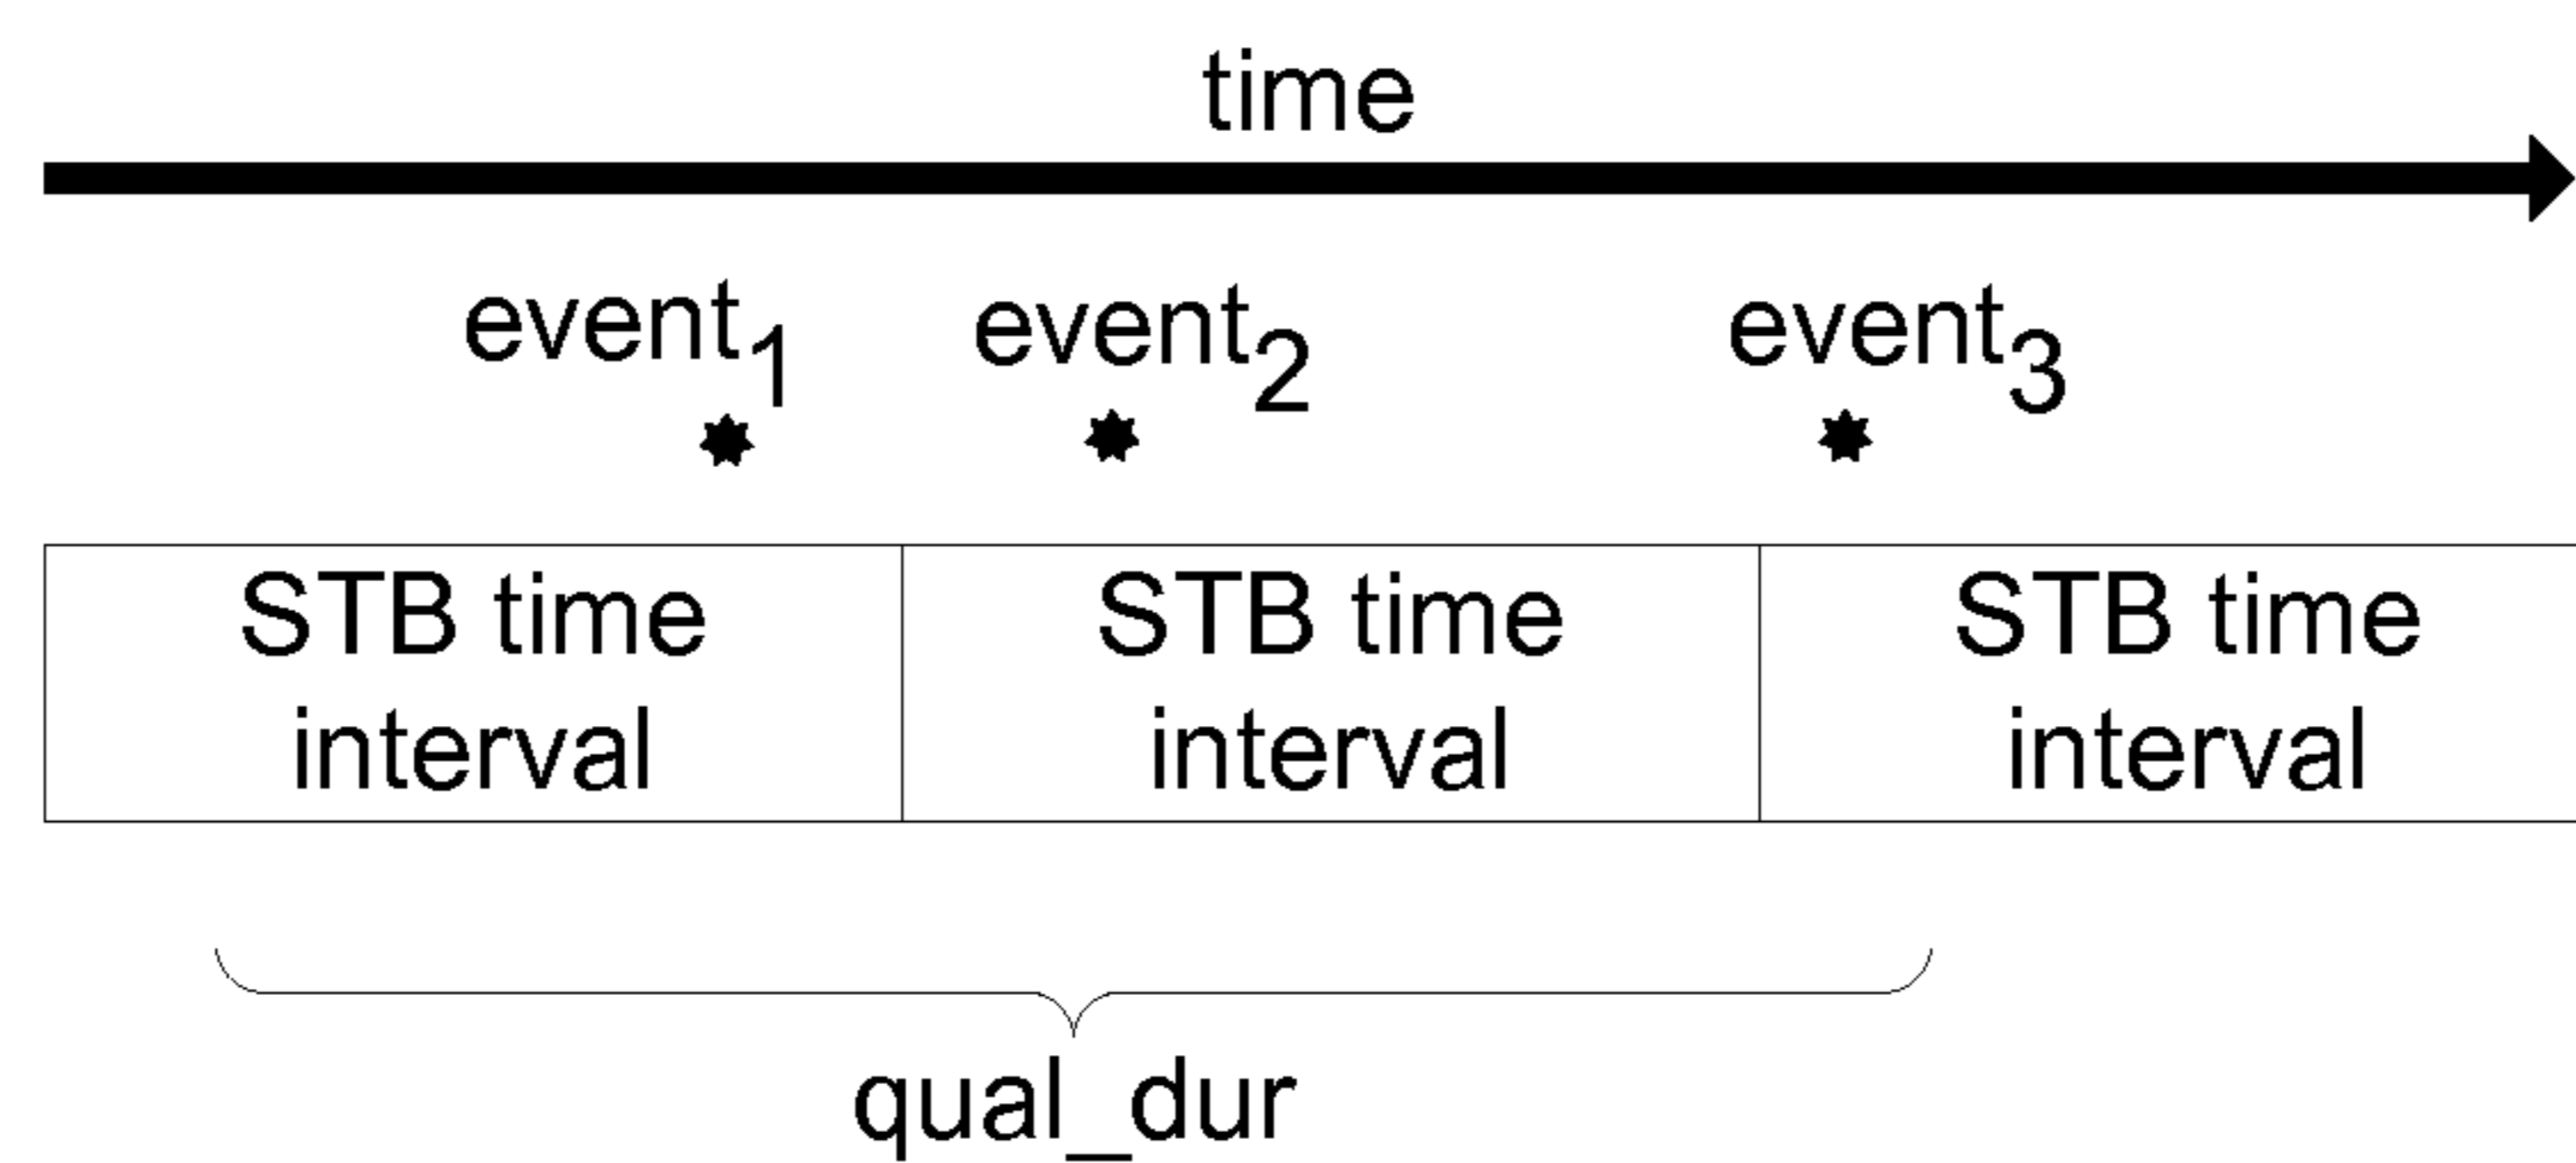 time
event1 event2 event3
STB time interval
STB time interval
STB time interval
qual_dur